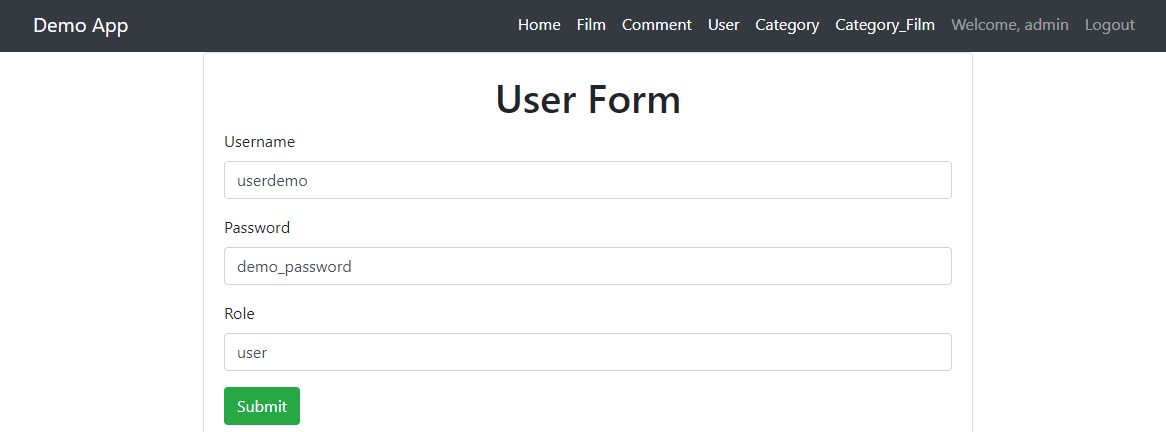 Demo App Home Film Comment User Category Category_Film Welcome, admin Logout
User Form
Username
userdemo
Password
demo_password
Role
user
Submit